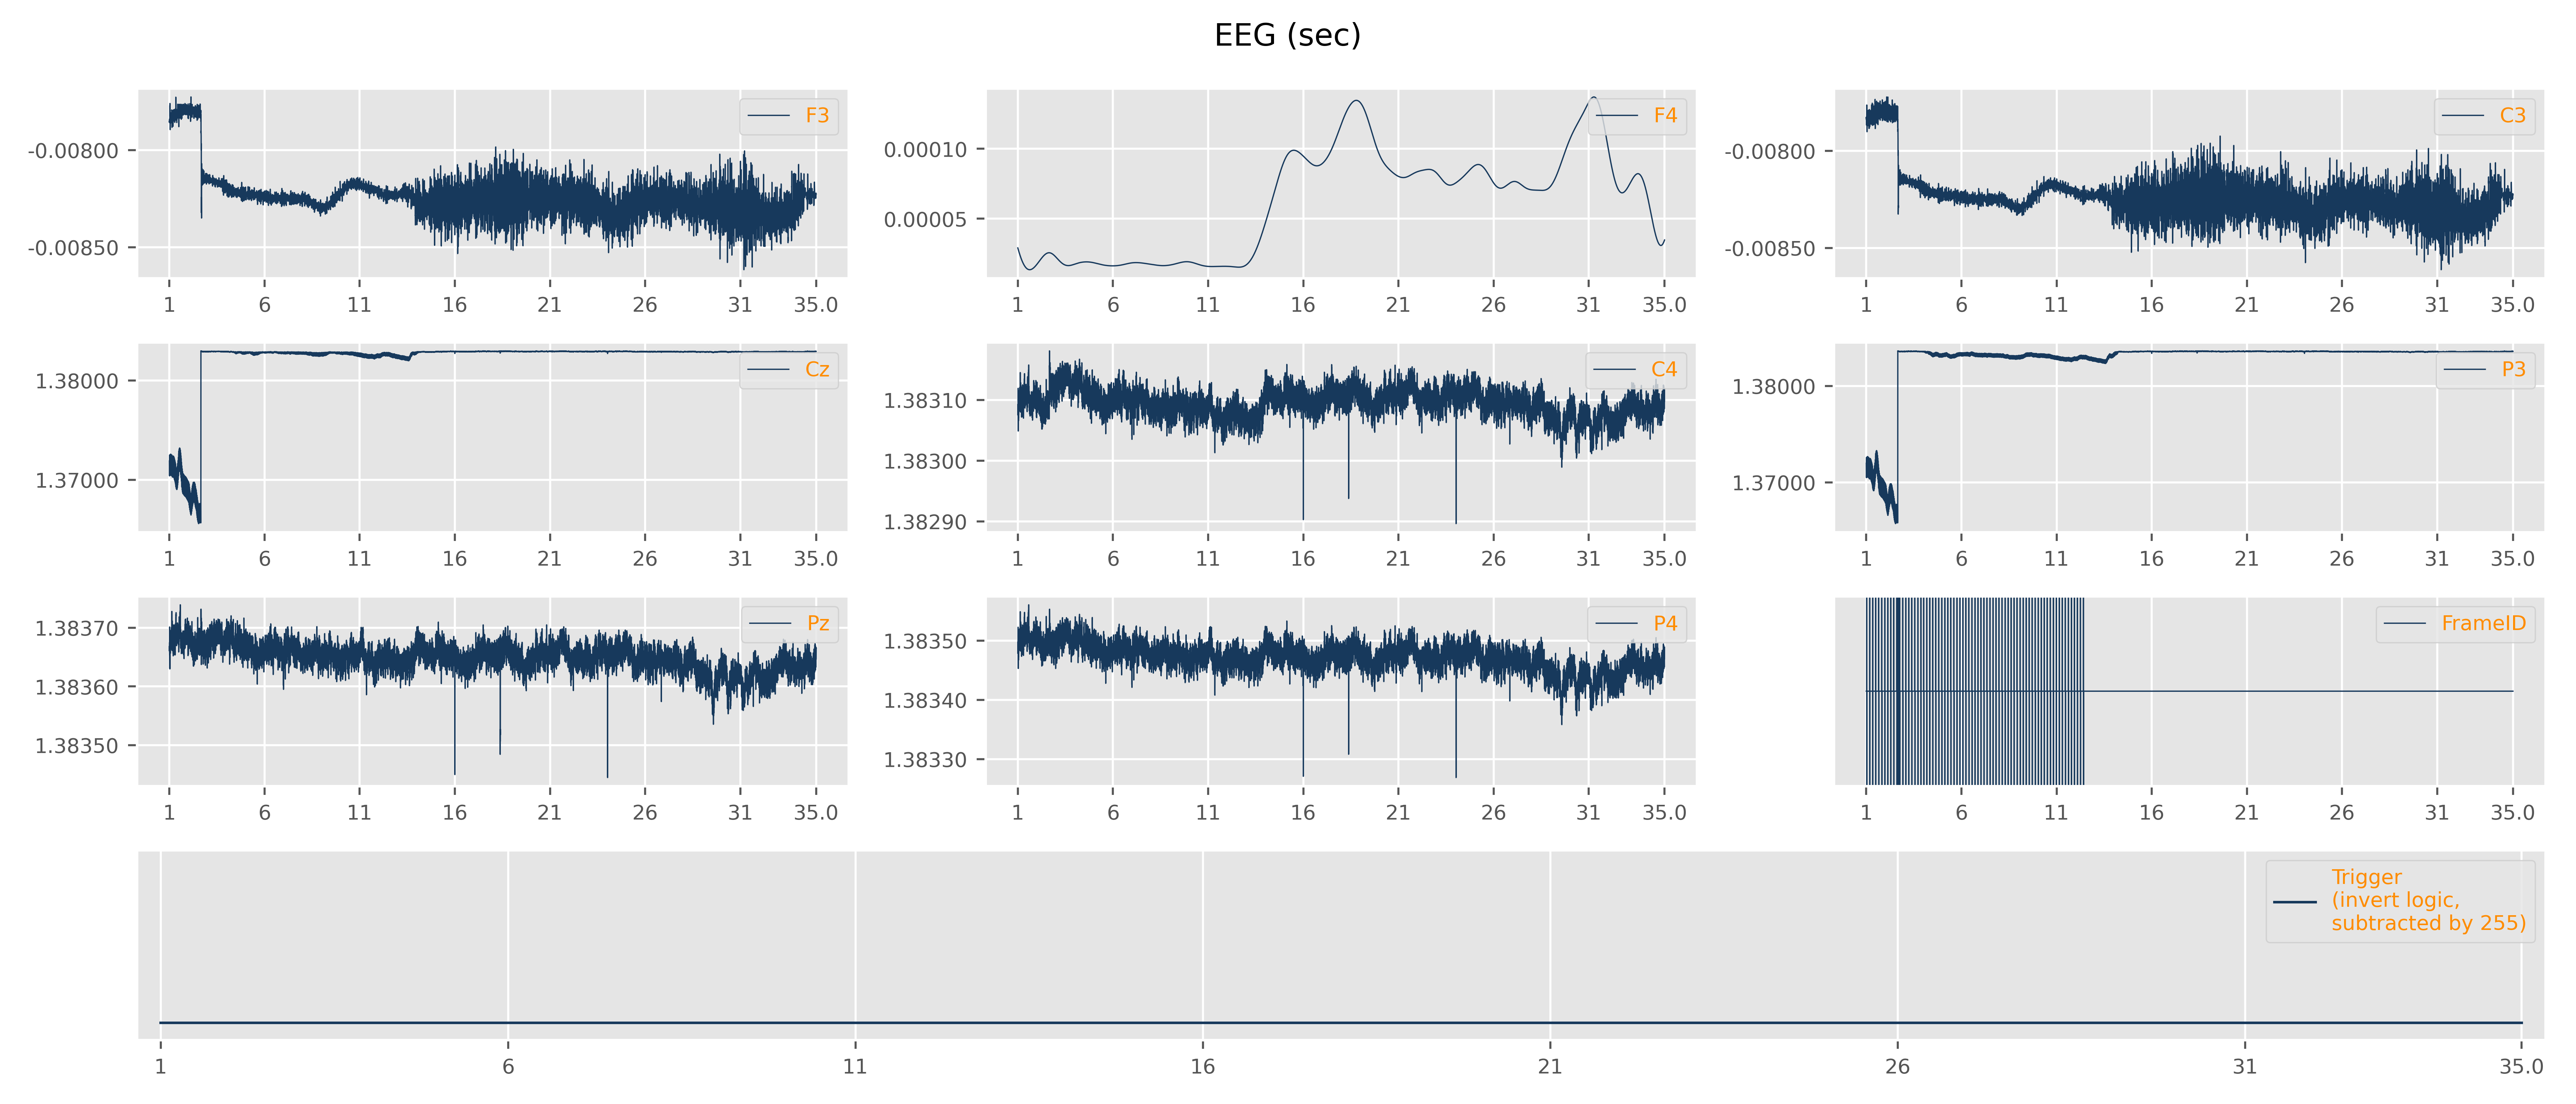 EEG (sec)
F3
-0.00800
-0.00850
1 6 11 16 21 26 31 35.0
F4
0.00010
0.00005
1 6 11 16 21 26 31 35.0
C3
-0.00800
-0.00850
1 6 11 16 21 26 31 35.0
Cz
1.38000
1.37000
1 6 11 16 21 26 31 35.0
C4
1.38310
1.38300
1.38290
1 6 11 16 21 26 31 35.0
P3
1.38000
1.37000
1 6 11 16 21 26 31 35.0
Pz
1.38370
1.38360
1.38350
1 6 11 16 21 26 31 35.0
P4
1.38350
1.38340
1.38330
1 6 11 16 21 26 31 35.0
FrameID
1 6 11 16 21 26 31 35.0
Trigger
(invert logic,
subtracted by 255)
1 6 11 16 21 26 31 35.0